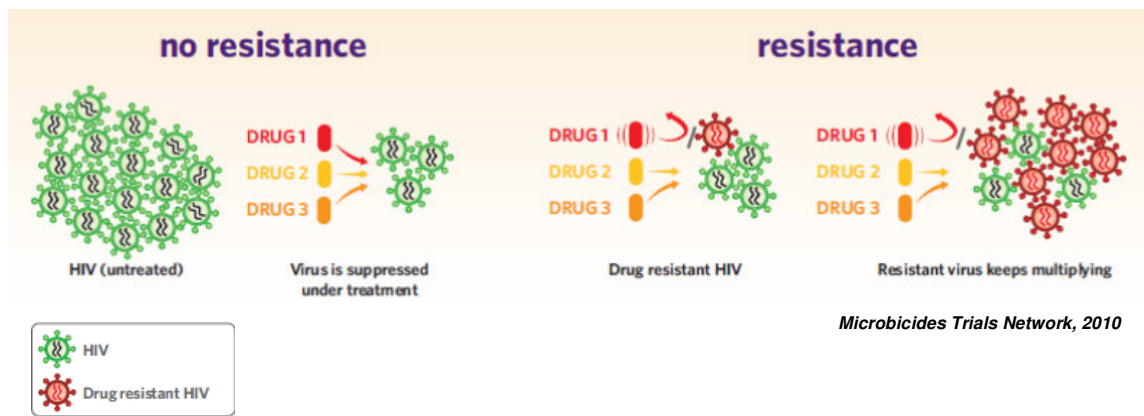 no resistance
resistance
DRUG 1
DRUG 2
DRUG 3
DRUG 1
DRUG 2
DRUG 3
DRUG 1
DRUG 2
DRUG 3
HIV (untreated)
Virus is suppressed
under treatment
Drug resistant HIV
Resistant virus keeps multiplying
Microbicides Trials Network, 2010
HIV
Drug resistant HIV